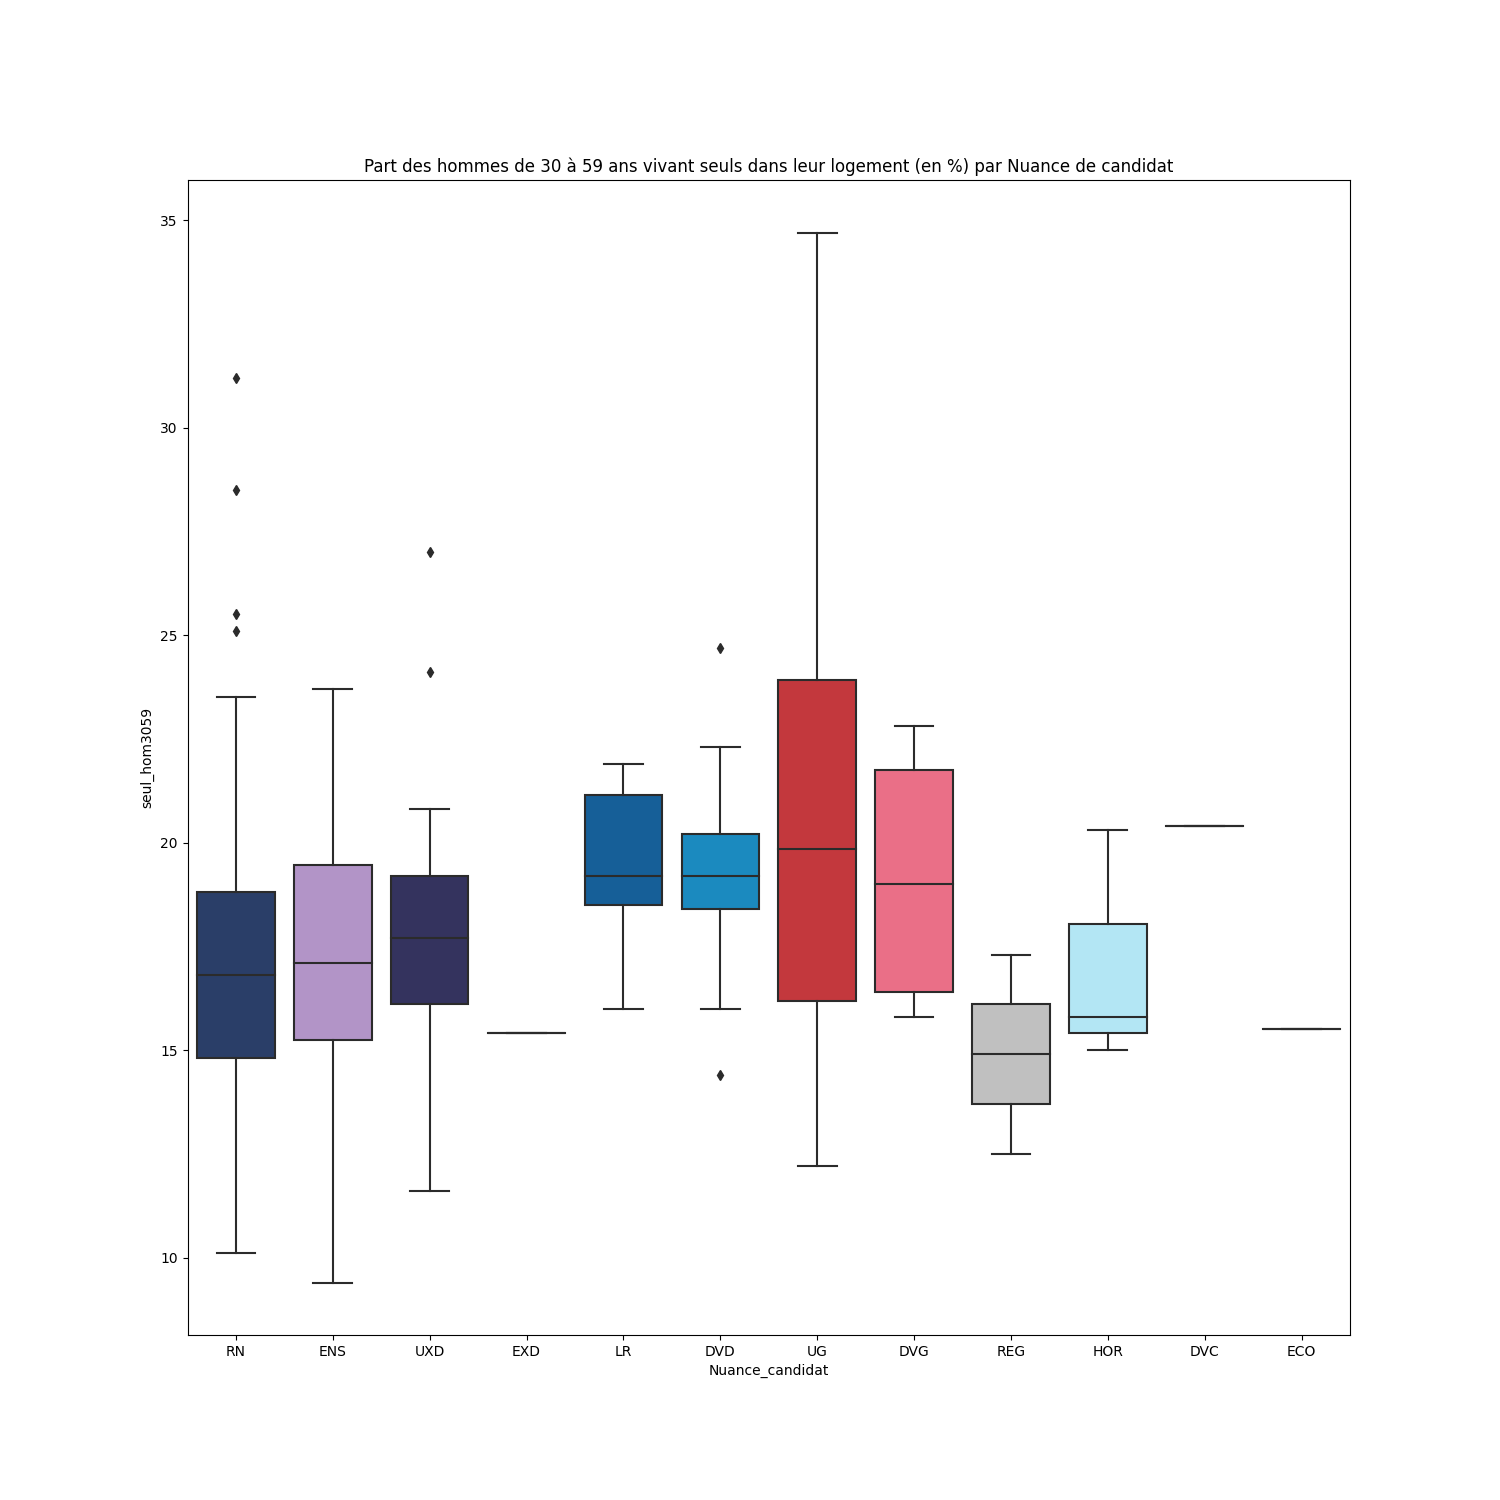 Part des hommes de 30 à 59 ans vivant seuls dans leur logement (en %) par Nuance de candidat
35
30
25
20
15
10
seul_hom3059
RN ENS UXD EXD LR DVD UG DVG REG HOR DVC ECO
Nuance_candidat